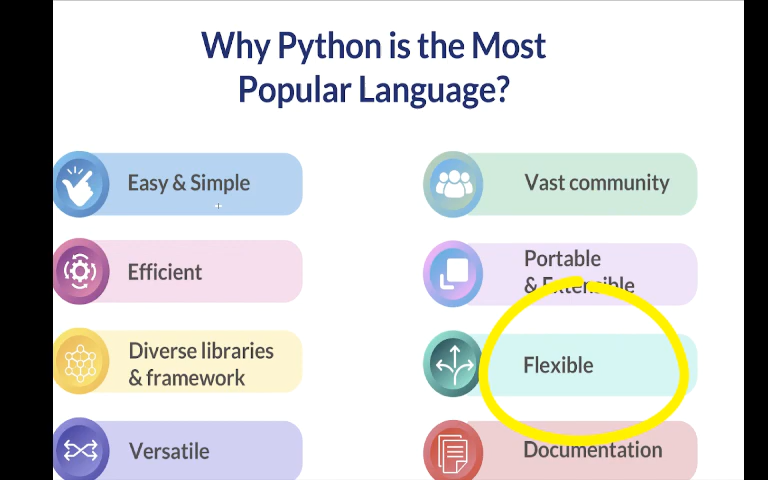 Why Python is the Most
Popular Language?
Easy & Simple
Vast community
Efficient
Portable
& Extensible
Diverse libraries
& framework
Flexible
Versatile
Documentation